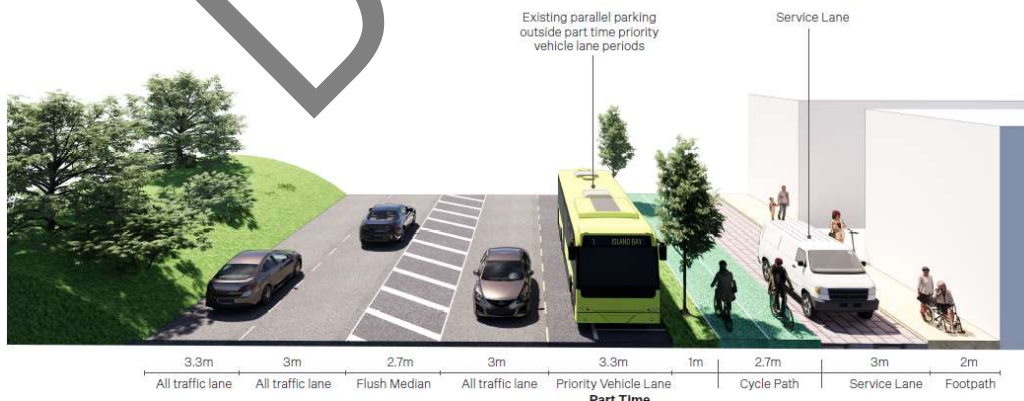 Existing parallel parking
outside part time priority
vehicle lane periods
Service Lane
1 ISLAND BAY
3.3m 3m 2.7m 3m 3.3m 1m 2.7m 3m 2m
All traffic lane All traffic lane Flush Median All traffic lane Priority Vehicle Lane Cycle Path Service Lane Footpath
Part Time